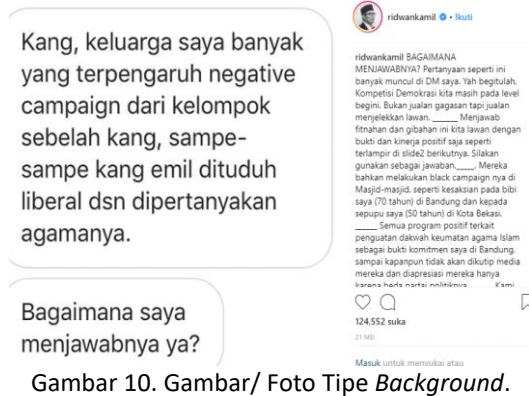 Kang, keluarga saya banyak
yang terpengaruh negative
campaign dari kelompok
sebelah kang, sampe-
sampe kang emil dituduh
liberal dsn dipertanyakan
agamanya.
Bagaimana saya
menjawabnya ya?
ridwankamil • Ikuti
ridwankamil BAGAIMANA
MENJAWABNYA? Pertanyaan seperti ini
banyak muncul di DM saya. Yah begitulah.
Kompetisi Demokrasi kita masih pada level
begini. Bukan jualan gagasan tapi jualan
menjelekkan lawan. ______ Menjawab
fitnahan dan gibahan ini kita lawan dengan
bukti dan kinerja positif saja seperti
terlampir di slide2 berikutnya. Silakan
gunakan sebagai jawaban._____. Mereka
bahkan melakukan black campaign nya di
Masjid-masjid, seperti kesaksian pada bibi
saya (70 tahun) di Bandung dan kepada
sepupu saya (50 tahun) di Kota Bekasi.
_____ Semua program positif terkait
penguatan dakwah keumatan agama Islam
sebagai bukti komitmen saya di Bandung,
sampai kapanpun tidak akan dikutip media
mereka dan diapresiasi mereka hanya
karena beda partai politiknya. _____ Kami
124,552 suka
21 MEI
Masuk untuk menyukai atau
Gambar 10. Gambar/ Foto Tipe Background.